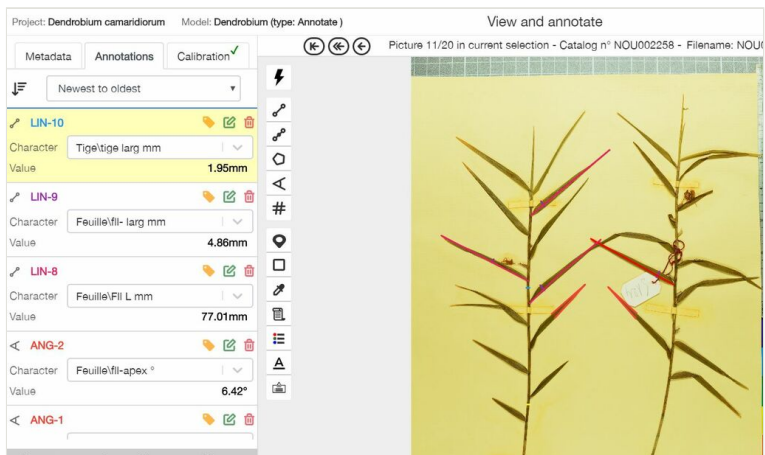 Project: Dendrobium camaridiorum Model: Dendrobium (type: Annotate ) View and annotate
Metadata Annotations Calibration
Picture 11/20 in current selection - Catalog n° NOU002258 - Filename: NOU
Newest to oldest
LIN-10
Character Tige\tige larg mm
Value 1.95mm
LIN-9
Character Feuille\fll- larg mm
Value 4.86mm
LIN-8
Character Feuille\Fll L mm
Value 77.01mm
ANG-2
Character Feuille\fll-apex °
Value 6.42°
ANG-1